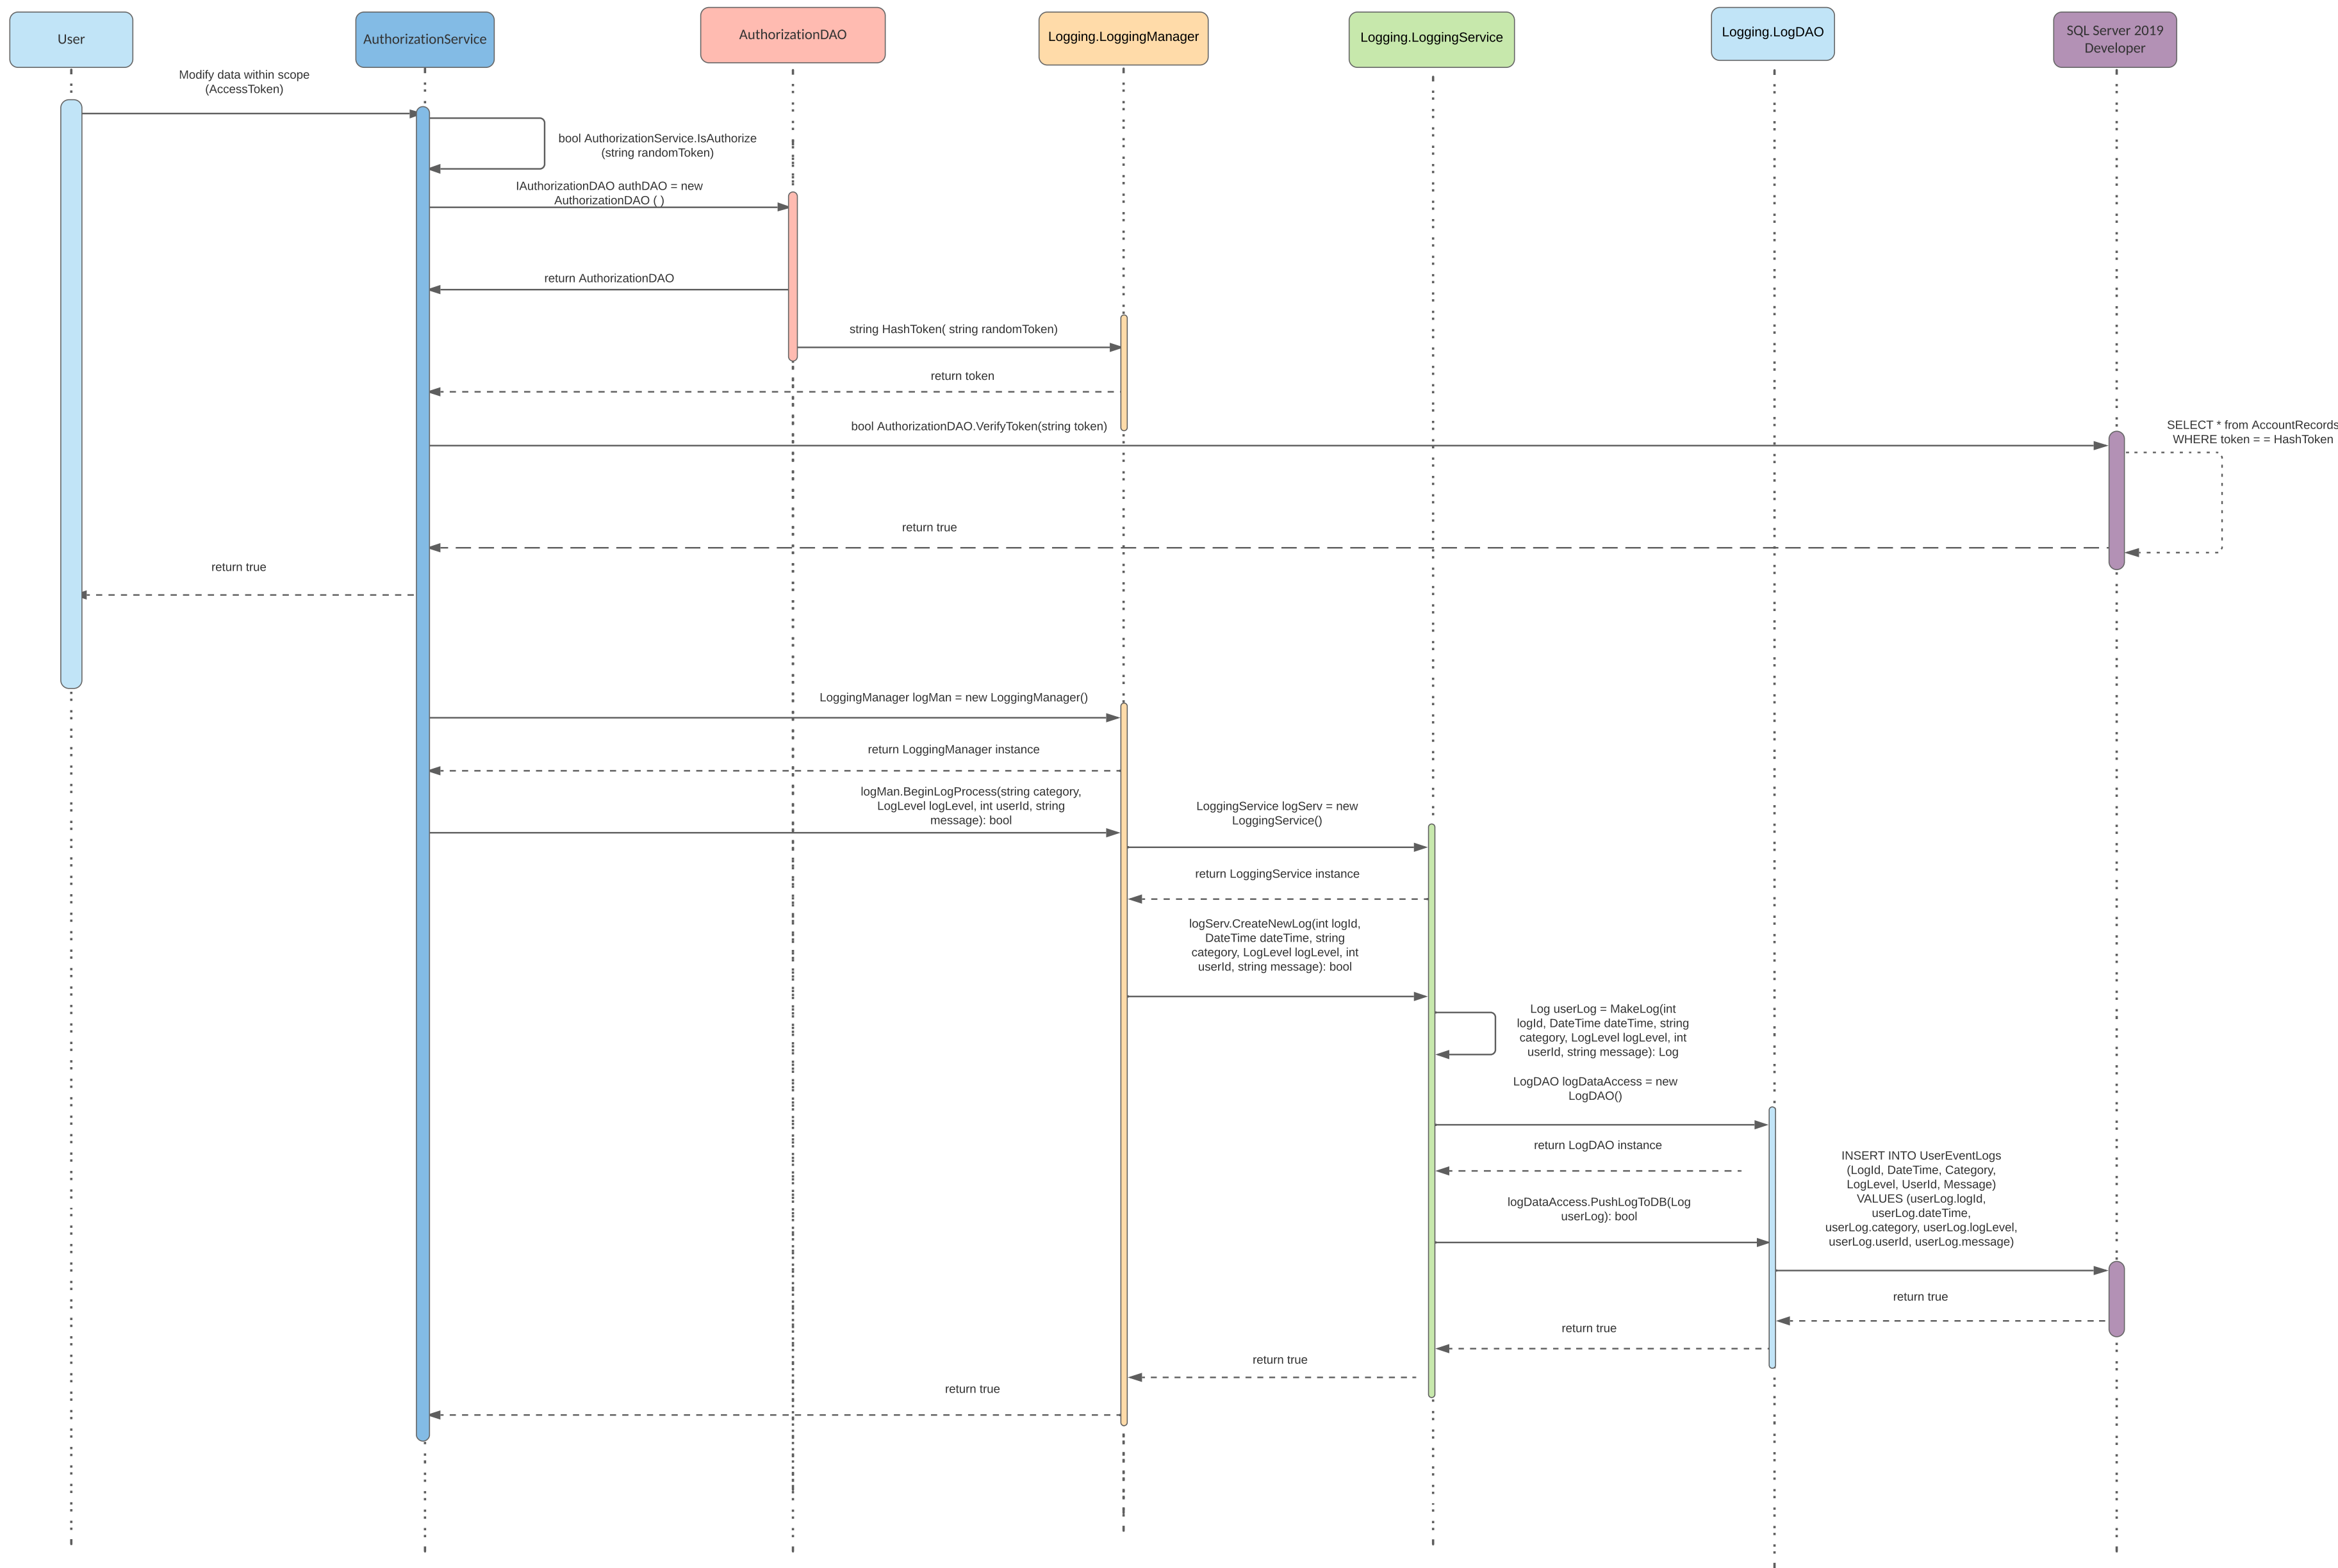 User
AuthorizationService
AuthorizationDAO
Logging.LoggingManager
Logging.LoggingService
Logging.LogDAO
SQL Server 2019
Developer
Modify data within scope
(AccessToken)
bool AuthorizationService.IsAuthorize
(string randomToken)
IAuthorizationDAO authDAO = new
AuthorizationDAO ( )
return AuthorizationDAO
string HashToken( string randomToken)
return token
bool AuthorizationDAO.VerifyToken(string token)
SELECT * from AccountRecords
WHERE token = = HashToken
return true
return true
LoggingManager logMan = new LoggingManager()
return LoggingManager instance
logMan.BeginLogProcess(string category,
LogLevel logLevel, int userId, string
message): bool
LoggingService logServ = new
LoggingService()
return LoggingService instance
logServ.CreateNewLog(int logId,
DateTime dateTime, string
category, LogLevel logLevel, int
userId, string message): bool
Log userLog = MakeLog(int
logId, DateTime dateTime, string
category, LogLevel logLevel, int
userId, string message): Log
LogDAO logDataAccess = new
LogDAO()
return LogDAO instance
logDataAccess.PushLogToDB(Log
userLog): bool
INSERT INTO UserEventLogs
(LogId, DateTime, Category,
LogLevel, UserId, Message)
VALUES (userLog.logId,
userLog.dateTime,
userLog.category, userLog.logLevel,
userLog.userId, userLog.message)
return true
return true
return true
return true